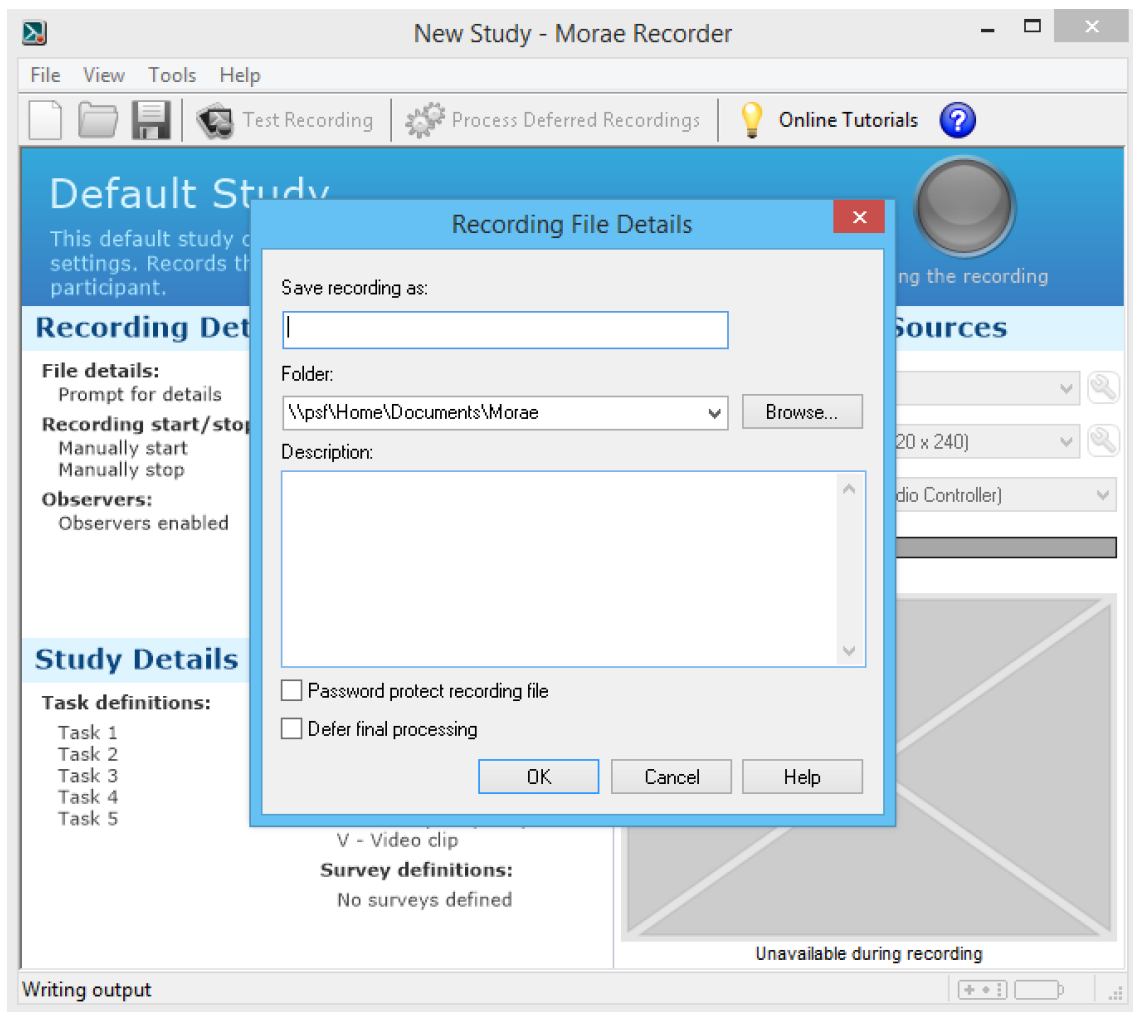 New Study - Morae Recorder
File View Tools Help
Test Recording Process Deferred Recordings Online Tutorials ?
Default Study
This default study
settings. Records
participant.
ng the recording
Recording File Details
Save recording as:
Folder:
\\psf\Home\Documents\Morae Browse...
Description:
Password protect recording file
Defer final processing
OK Cancel Help
Recording Det
File details:
Prompt for details
Recording start/stop
Manually start
Manually stop
Observers:
Observers enabled
Sources
20 x 240)
dio Controller)
Study Details
Task definitions:
Task 1
Task 2
Task 3
Task 4
Task 5
V - Video clip
Survey definitions:
No surveys defined
Unavailable during recording
Writing output